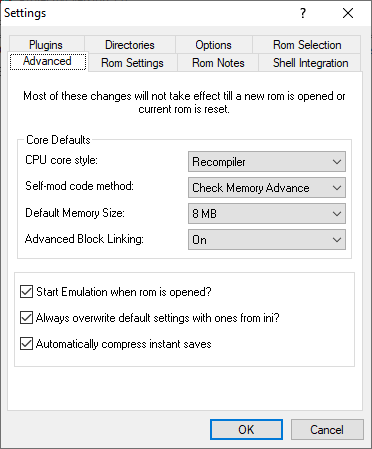 Settings
Plugins Directories Options Rom Selection
Advanced Rom Settings Rom Notes Shell Integration
Most of these changes will not take effect till a new rom is opened or
current rom is reset.
Core Defaults
CPU core style: Recompiler
Self-mod code method: Check Memory Advance
Default Memory Size: 8 MB
Advanced Block Linking: On
Start Emulation when rom is opened?
Always overwrite default settings with ones from ini?
Automatically compress instant saves
OK Cancel